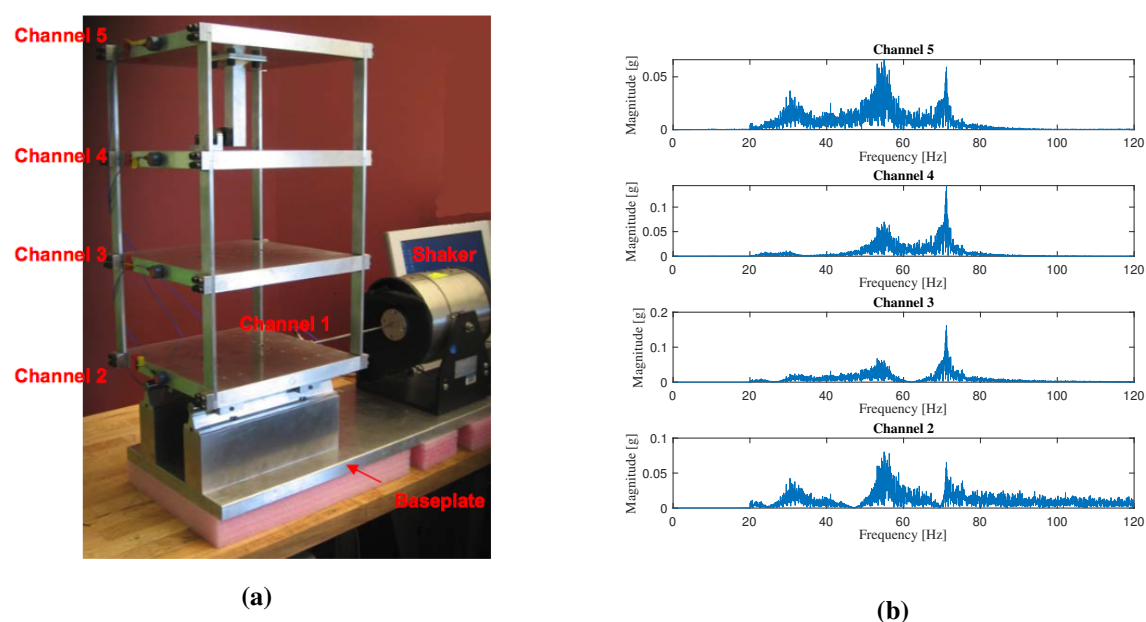 Channel 5
Channel 4
Channel 3
Shaker
Channel 1
Channel 2
Baseplate
(a)
Channel 5
Magnitude [g]
0.05
0
0 20 40 60 80 100 120
Frequency [Hz]
Channel 4
Magnitude [g]
0.1
0.05
0
0 20 40 60 80 100 120
Frequency [Hz]
Channel 3
Magnitude [g]
0.2
0.1
0
0 20 40 60 80 100 120
Frequency [Hz]
Channel 2
Magnitude [g]
0.1
0.05
0
0 20 40 60 80 100 120
Frequency [Hz]
(b)